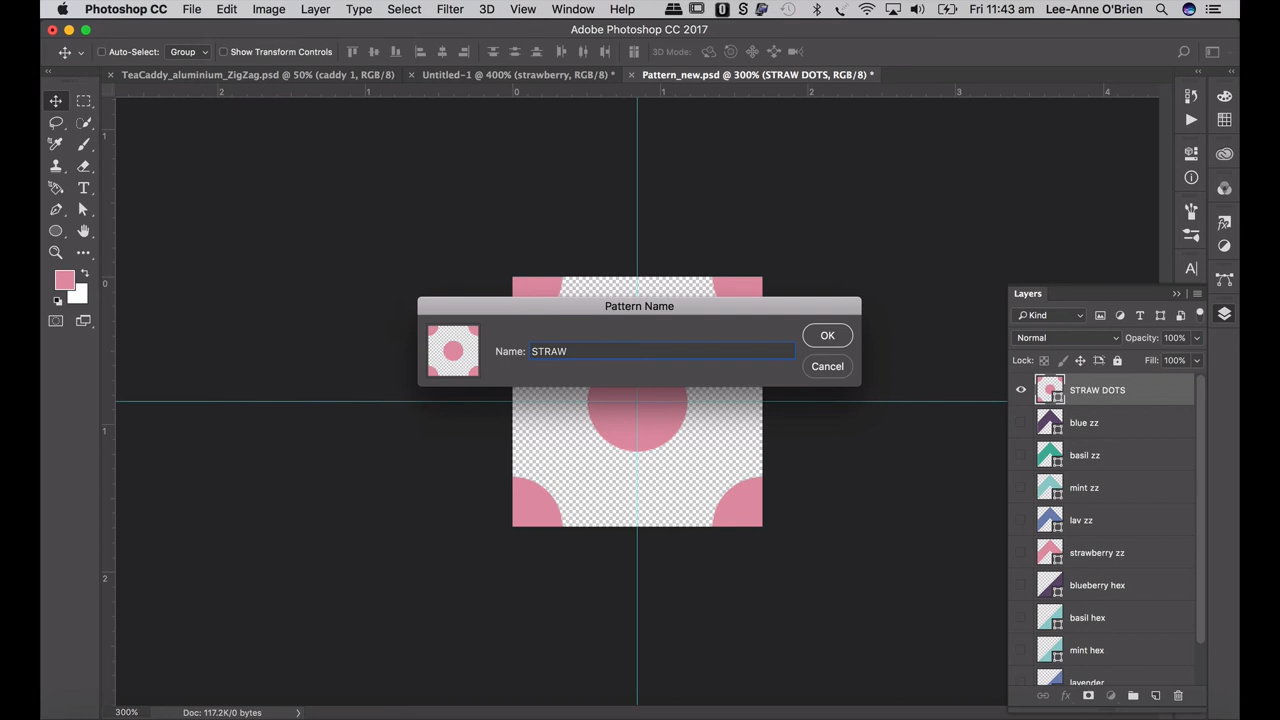 Photoshop CC File Edit Image Layer Type Select Filter 3D View Window Help Fri 11:43 am Lee-Anne O'Brien
Adobe Photoshop CC 2017
Auto-Select: Group Show Transform Controls 3D Mode:
TeaCaddy_aluminium_ZigZag.psd @ 50% (caddy 1, RGB/8) Untitled-1 @ 400% (strawberry, RGB/8) * Pattern_new.psd @ 300% (STRAW DOTS, RGB/8) *
2 1 0 1 2 3 4
1
0
1
2
Pattern Name
Name: STRAW
OK
Cancel
Layers
Kind
Normal Opacity: 100%
Lock: Fill: 100%
STRAW DOTS
blue zz
basil zz
mint zz
lav zz
strawberry zz
blueberry hex
basil hex
mint hex
lavender
300% Doc: 117.2K/0 bytes